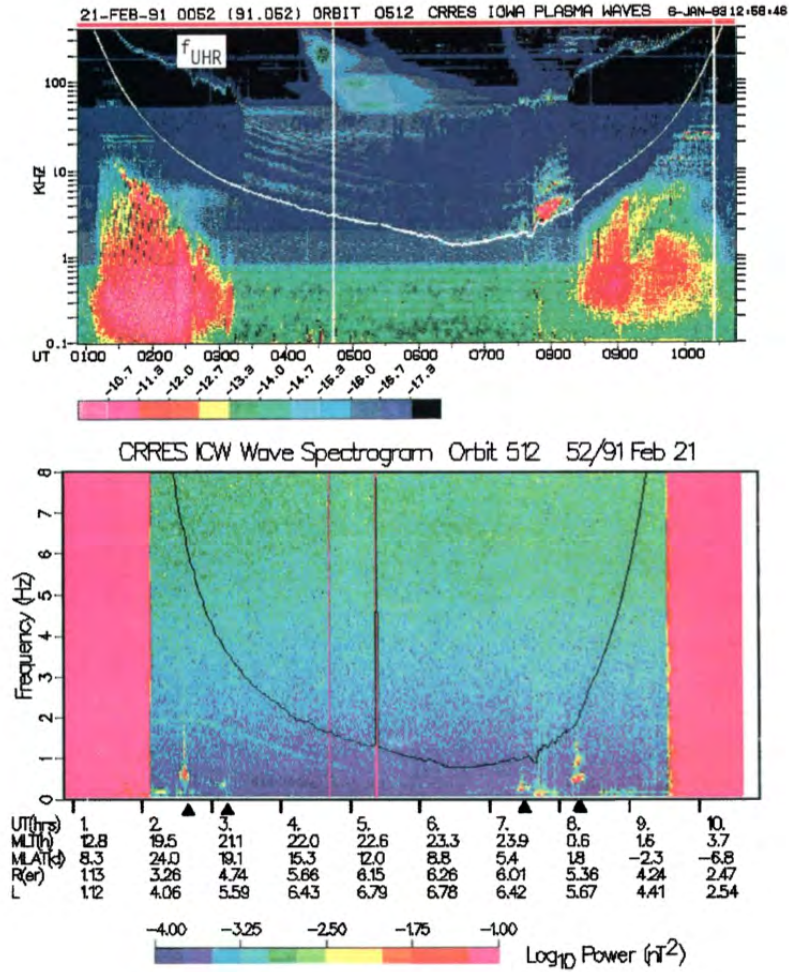 21-FEB-91 0052 (91.052) ORBIT 0512 CRRES IOWA PLASMA WAVES 6-JAN-93 12:58:46
fUHR
100
10
1
0.1
KHZ
UT 0100 0200 0300 0400 0500 0600 0700 0800 0900 1000
-10.7 -11.3 -12.0 -12.7 -13.3 -14.0 -14.7 -15.3 -16.0 -16.7 -17.3
CRRES ICW Wave Spectrogram Orbit 512 52/91 Feb 21
8
7
6
5
4
3
2
1
0
Frequency (Hz)
UT(hrs) 1. 2. 3. 4. 5. 6. 7. 8. 9. 10.
MLT(h) 12.8 19.5 21.1 22.0 22.6 23.3 23.9 0.6 1.6 3.7
MLAT(d) 8.3 24.0 19.1 15.3 12.0 8.8 5.4 1.8 -2.3 -6.8
R(er) 1.13 3.26 4.74 5.66 6.15 6.26 6.01 5.36 4.24 2.47
L 1.12 4.06 5.59 6.43 6.79 6.78 6.42 5.67 4.41 2.54
-4.00 -3.25 -2.50 -1.75 -1.00
Log10 Power (nT2)